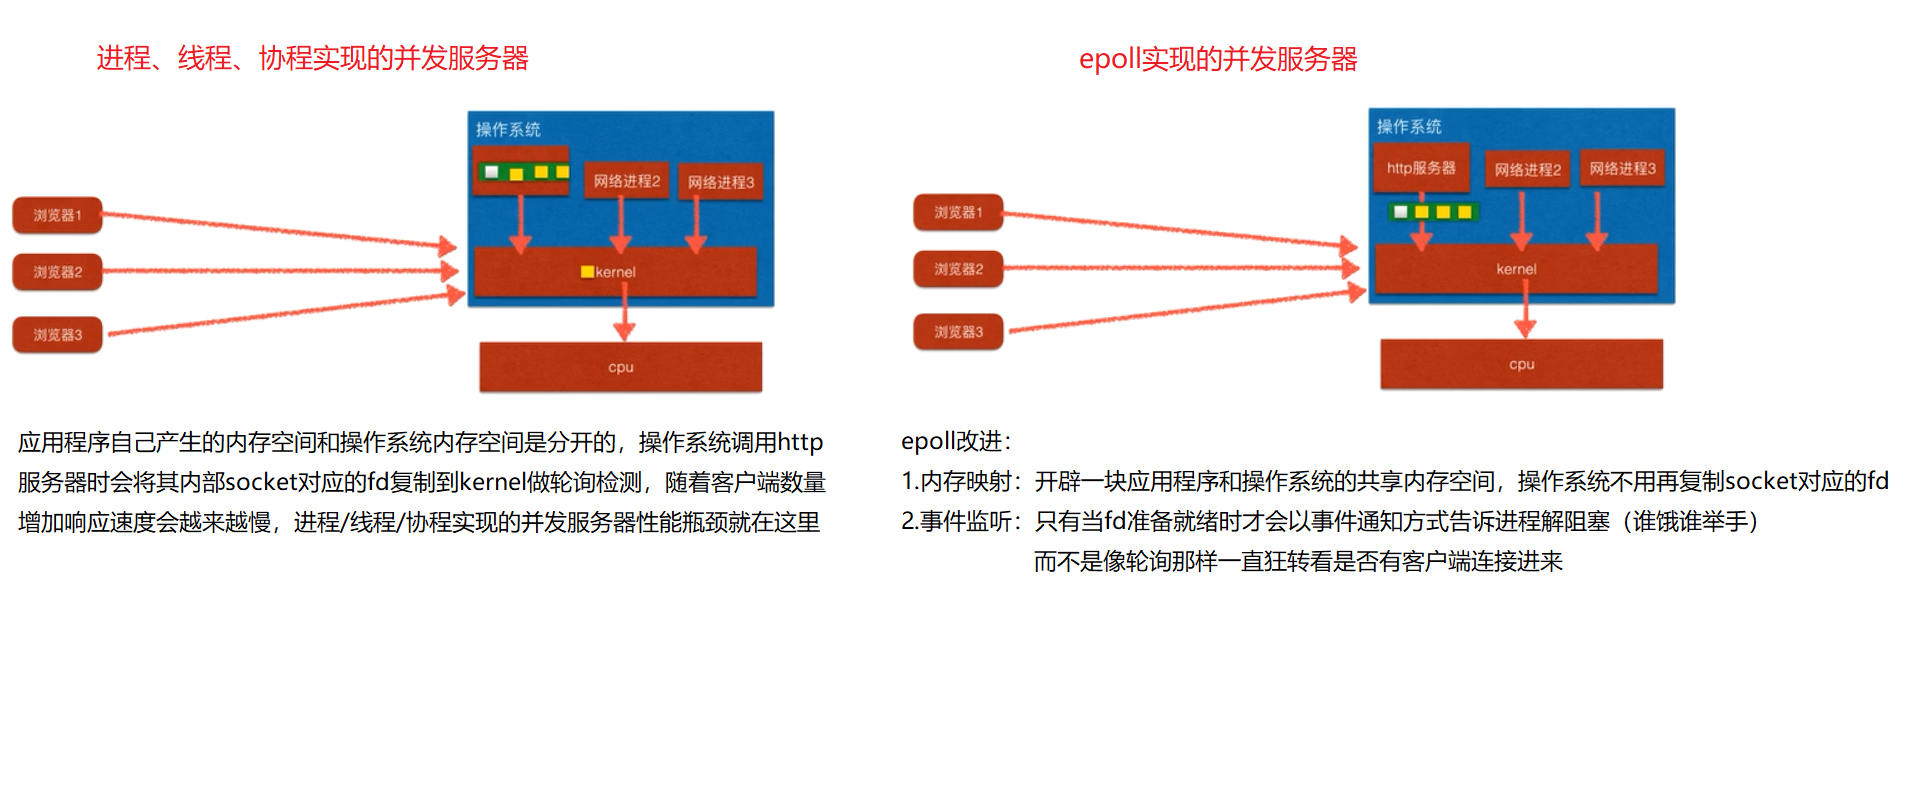 进程、线程、协程实现的并发服务器
操作系统
网络进程2
网络进程3
浏览器1
浏览器2
浏览器3
kernel
cpu
应用程序自己产生的内存空间和操作系统内存空间是分开的，操作系统调用http
服务器时会将其内部socket对应的fd复制到kernel做轮询检测，随着客户端数量
增加响应速度会越来越慢，进程/线程/协程实现的并发服务器性能瓶颈就在这里
epoll实现的并发服务器
操作系统
http服务器
网络进程2
网络进程3
浏览器1
浏览器2
浏览器3
kernel
cpu
epoll改进：
1.内存映射：开辟一块应用程序和操作系统的共享内存空间，操作系统不用再复制socket对应的fd
2.事件监听：只有当fd准备就绪时才会以事件通知方式告诉进程解阻塞（谁饿谁举手）
而不是像轮询那样一直狂转看是否有客户端连接进来